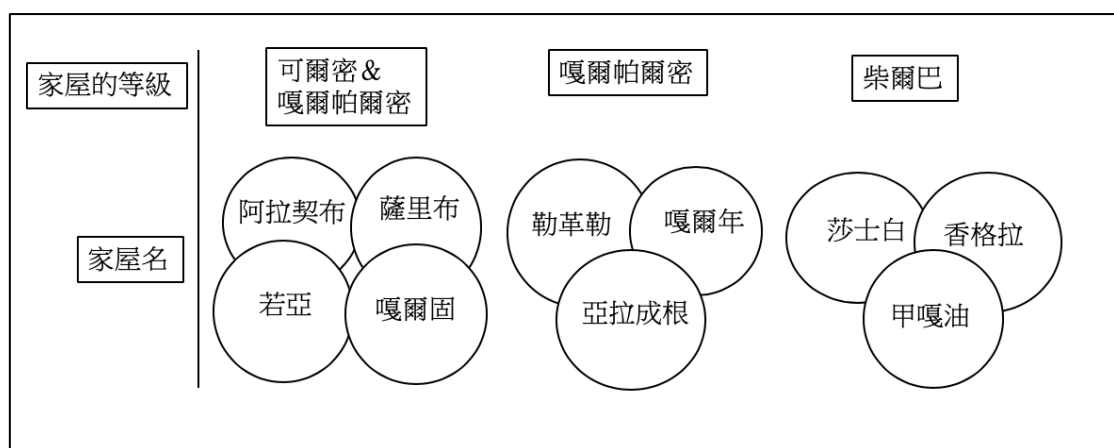 家屋的等級
可爾密&
嘎爾帕爾密
嘎爾帕爾密
柴爾巴
家屋名
阿拉契布
薩里布
若亞
嘎爾固
勒革勒
嘎爾年
亞拉成根
莎士白
香格拉
甲嘎油